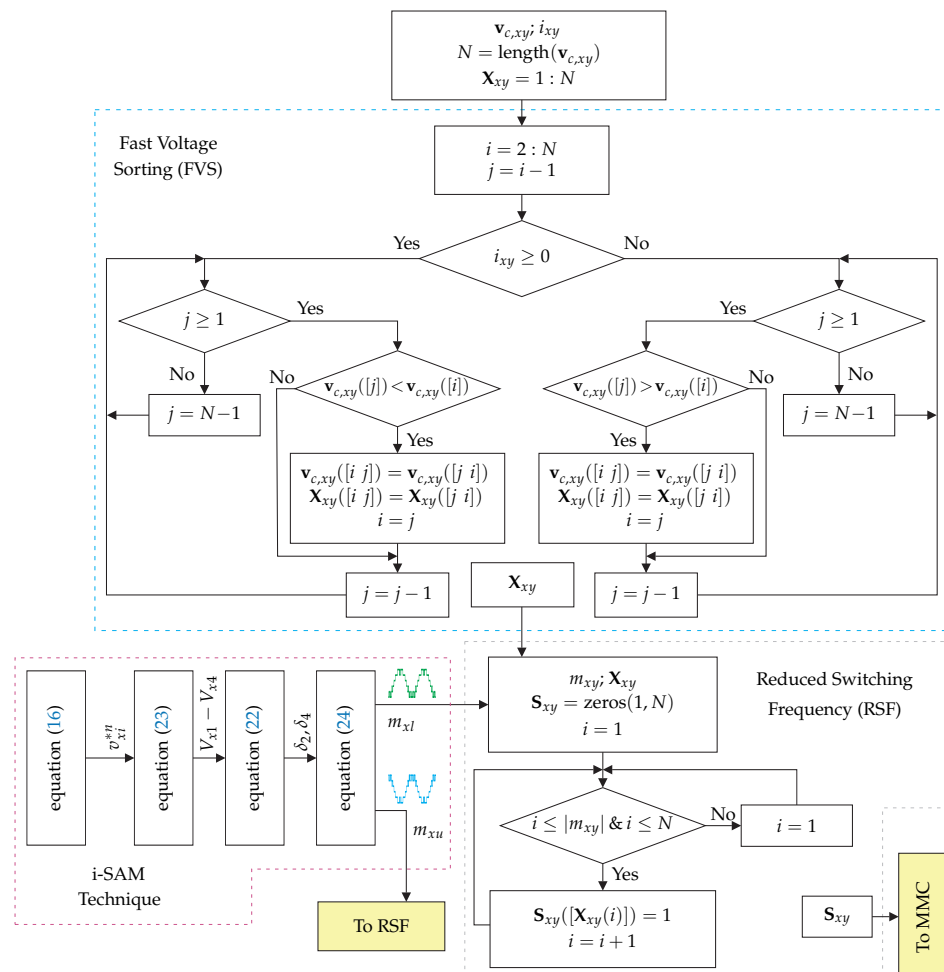 𝐯_{c,xy}; i_{xy}
N = length(𝐯_{c,xy})
𝐗_{xy} = 1 : N
Fast Voltage
Sorting (FVS)
i = 2 : N
j = i − 1
Yes
i_{xy} ≥ 0
No
j ≥ 1
Yes
No
j = N−1
No
𝐯_{c,xy}([j]) < 𝐯_{c,xy}([i])
Yes
𝐯_{c,xy}([i j]) = 𝐯_{c,xy}([j i])
𝐗_{xy}([i j]) = 𝐗_{xy}([j i])
i = j
j = j − 1
Yes
j ≥ 1
No
j = N−1
𝐯_{c,xy}([j]) > 𝐯_{c,xy}([i])
No
Yes
𝐯_{c,xy}([i j]) = 𝐯_{c,xy}([j i])
𝐗_{xy}([i j]) = 𝐗_{xy}([j i])
i = j
j = j − 1
𝐗_{xy}
equation (16)
v_{xi}^{*n}
equation (23)
V_{x1} − V_{x4}
equation (22)
δ_2, δ_4
equation (24)
m_{xl}
m_{xu}
i-SAM
Technique
To RSF
m_{xy}; 𝐗_{xy}
𝐒_{xy} = zeros(1, N)
i = 1
Reduced Switching
Frequency (RSF)
i ≤ |m_{xy}| & i ≤ N
No
i = 1
Yes
𝐒_{xy}([𝐗_{xy}(i)]) = 1
i = i + 1
𝐒_{xy}
To MMC